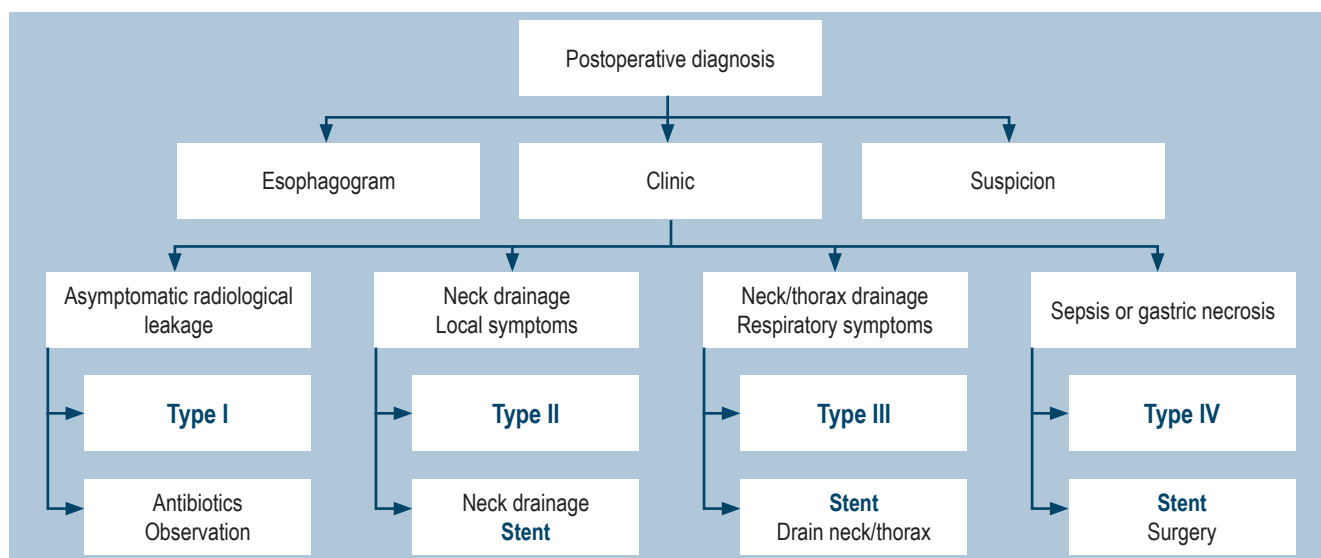 Postoperative diagnosis
Esophagogram
Clinic
Suspicion
Asymptomatic radiological
leakage
Neck drainage
Local symptoms
Neck/thorax drainage
Respiratory symptoms
Sepsis or gastric necrosis
Type I
Type II
Type III
Type IV
Antibiotics
Observation
Neck drainage
Stent
Stent
Drain neck/thorax
Stent
Surgery